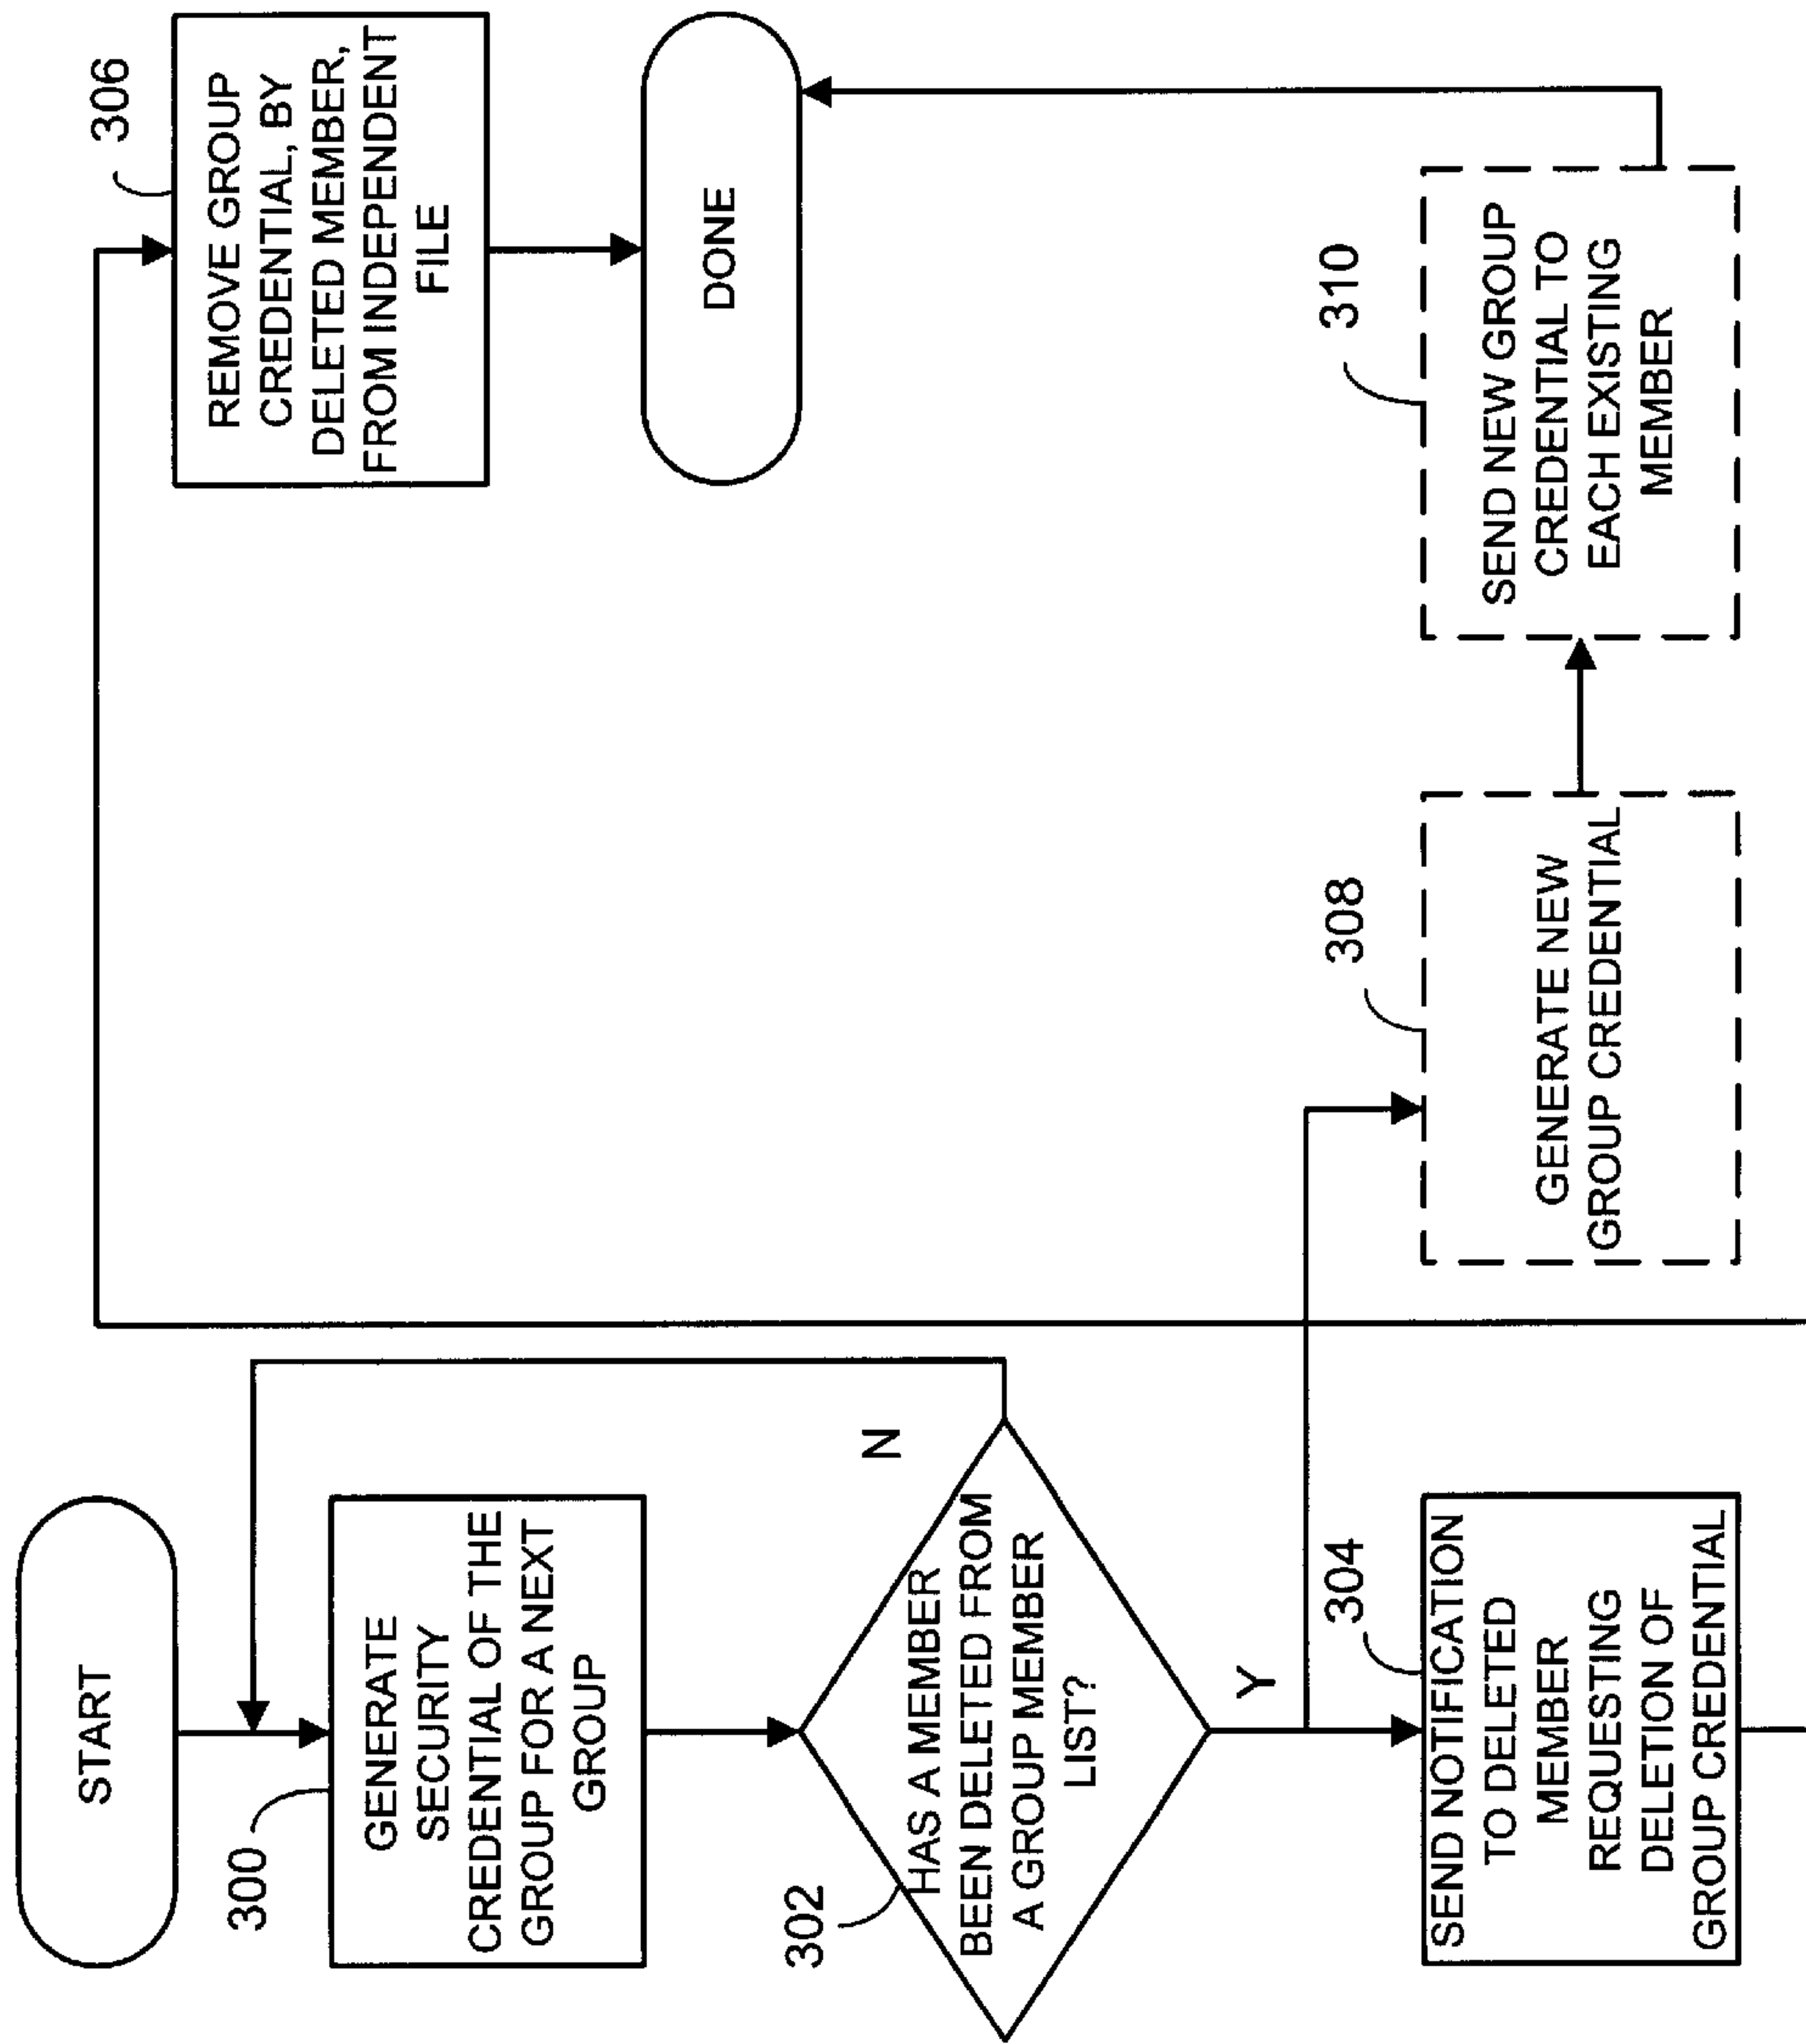 START
300
GENERATE
SECURITY
CREDENTIAL OF THE
GROUP FOR A NEXT
GROUP
302
HAS A MEMBER
BEEN DELETED FROM
A GROUP MEMBER
LIST?
N
Y
304
SEND NOTIFICATION
TO DELETED
MEMBER
REQUESTING
DELETION OF
GROUP CREDENTIAL
306
REMOVE GROUP
CREDENTIAL, BY
DELETED MEMBER,
FROM INDEPENDENT
FILE
DONE
308
GENERATE NEW
GROUP CREDENTIAL
310
SEND NEW GROUP
CREDENTIAL TO
EACH EXISTING
MEMBER